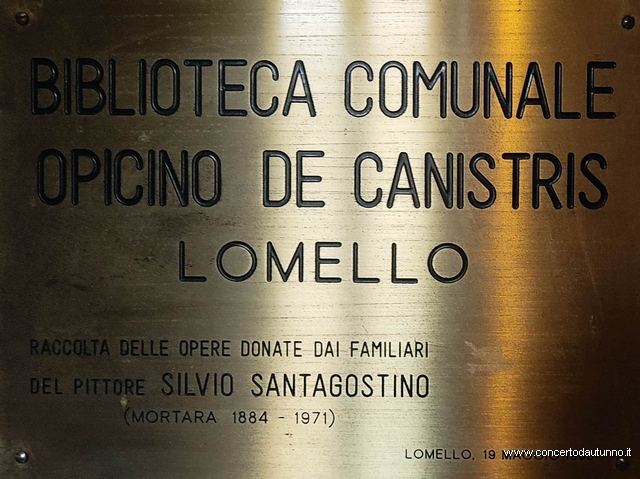 BIBLIOTECA COMUNALE
OPICINO DE CANISTRIS
LOMELLO
RACCOLTA DELLE OPERE DONATE DAI FAMILIARI
DEL PITTORE SILVIO SANTAGOSTINO
(MORTARA 1884 - 1971)
LOMELLO, 19
www.concertodautunno.it